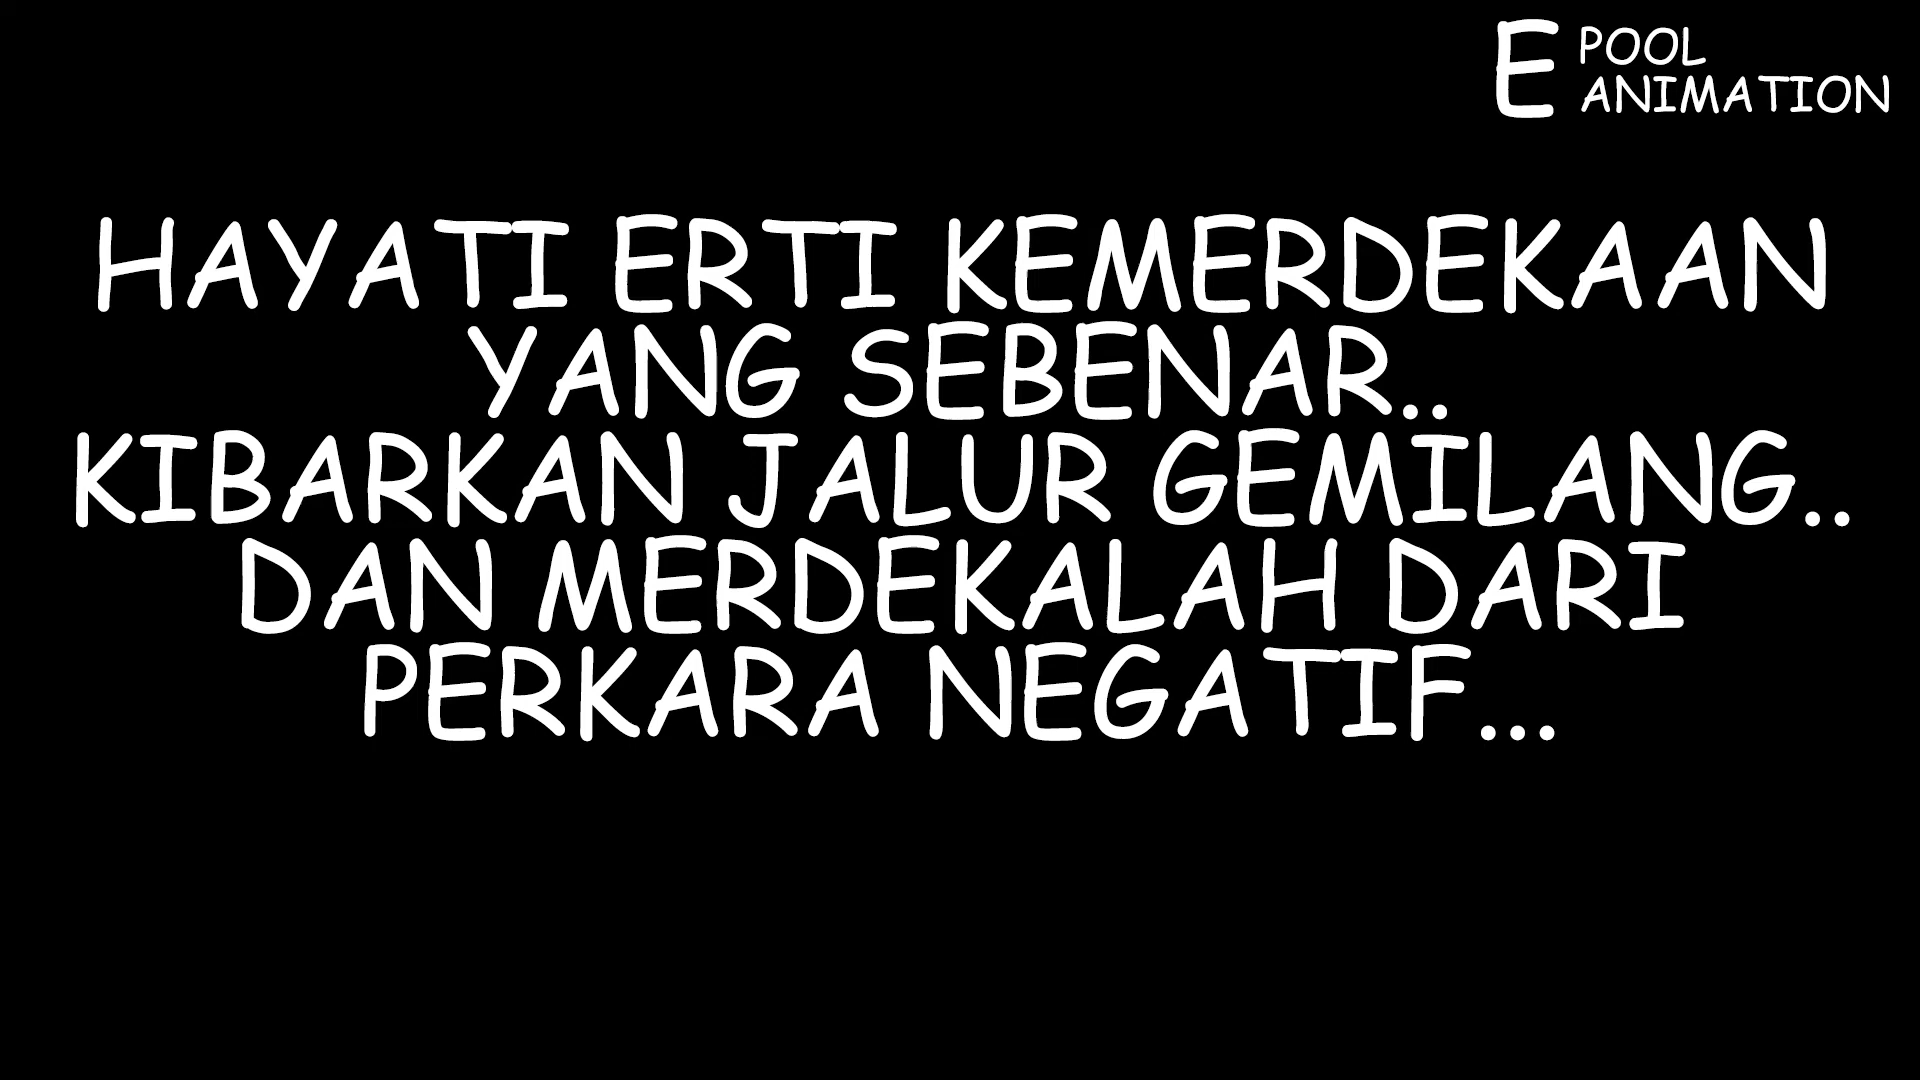 E POOL
ANIMATION
HAYATI ERTI KEMERDEKAAN
YANG SEBENAR..
KIBARKAN JALUR GEMILANG..
DAN MERDEKALAH DARI
PERKARA NEGATIF...